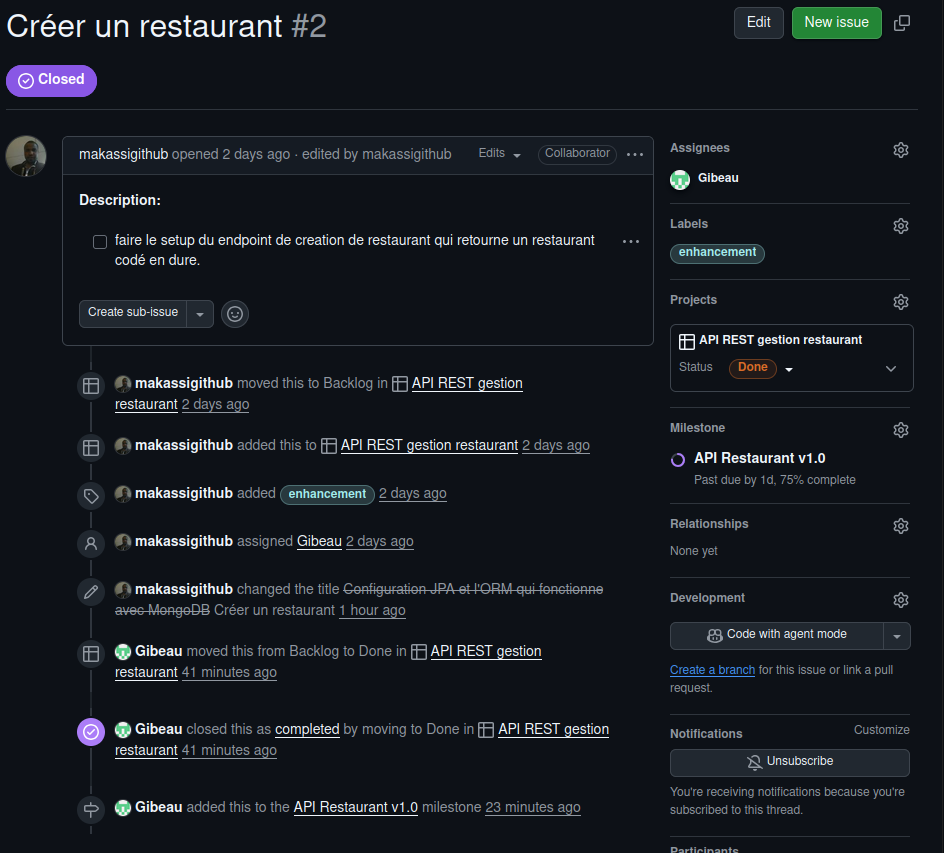 Créer un restaurant #2
Edit
New issue
Closed
makassigithub opened 2 days ago · edited by makassigithub
Edits
Collaborator
Description:
faire le setup du endpoint de creation de restaurant qui retourne un restaurant
codé en dure.
Create sub-issue
makassigithub moved this to Backlog in API REST gestion
restaurant 2 days ago
makassigithub added this to API REST gestion restaurant 2 days ago
makassigithub added enhancement 2 days ago
makassigithub assigned Gibeau 2 days ago
makassigithub changed the title Configuration JPA et l'ORM qui fonctionne
avec MongoDB Créer un restaurant 1 hour ago
Gibeau moved this from Backlog to Done in API REST gestion
restaurant 41 minutes ago
Gibeau closed this as completed by moving to Done in API REST gestion
restaurant 41 minutes ago
Gibeau added this to the API Restaurant v1.0 milestone 23 minutes ago
Assignees
Gibeau
Labels
enhancement
Projects
API REST gestion restaurant
Status Done
Milestone
API Restaurant v1.0
Past due by 1d, 75% complete
Relationships
None yet
Development
Code with agent mode
Create a branch for this issue or link a pull
request.
Notifications
Customize
Unsubscribe
You're receiving notifications because you're
subscribed to this thread.
Participants